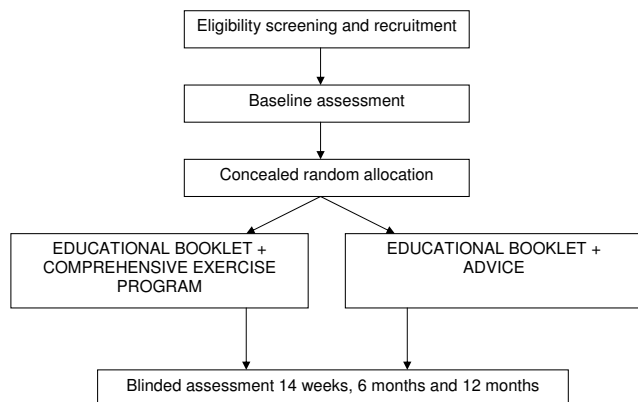 Eligibility screening and recruitment
Baseline assessment
Concealed random allocation
EDUCATIONAL BOOKLET +
COMPREHENSIVE EXERCISE
PROGRAM
EDUCATIONAL BOOKLET +
ADVICE
Blinded assessment 14 weeks, 6 months and 12 months